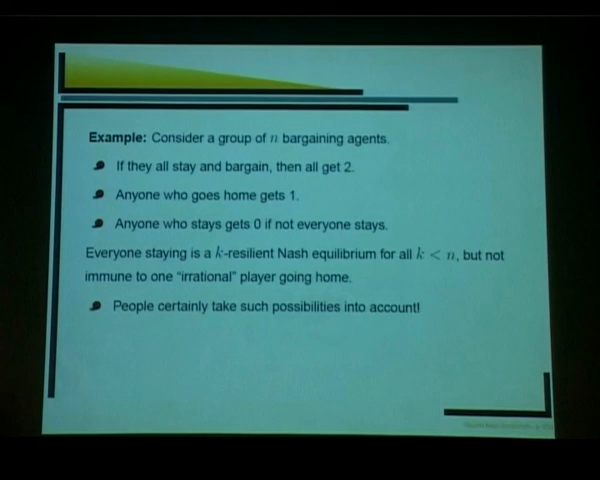 Example: Consider a group of n bargaining agents.
If they all stay and bargain, then all get 2.
Anyone who goes home gets 1.
Anyone who stays gets 0 if not everyone stays.
Everyone staying is a k-resilient Nash equilibrium for all k < n, but not
immune to one “irrational” player going home.
People certainly take such possibilities into account!